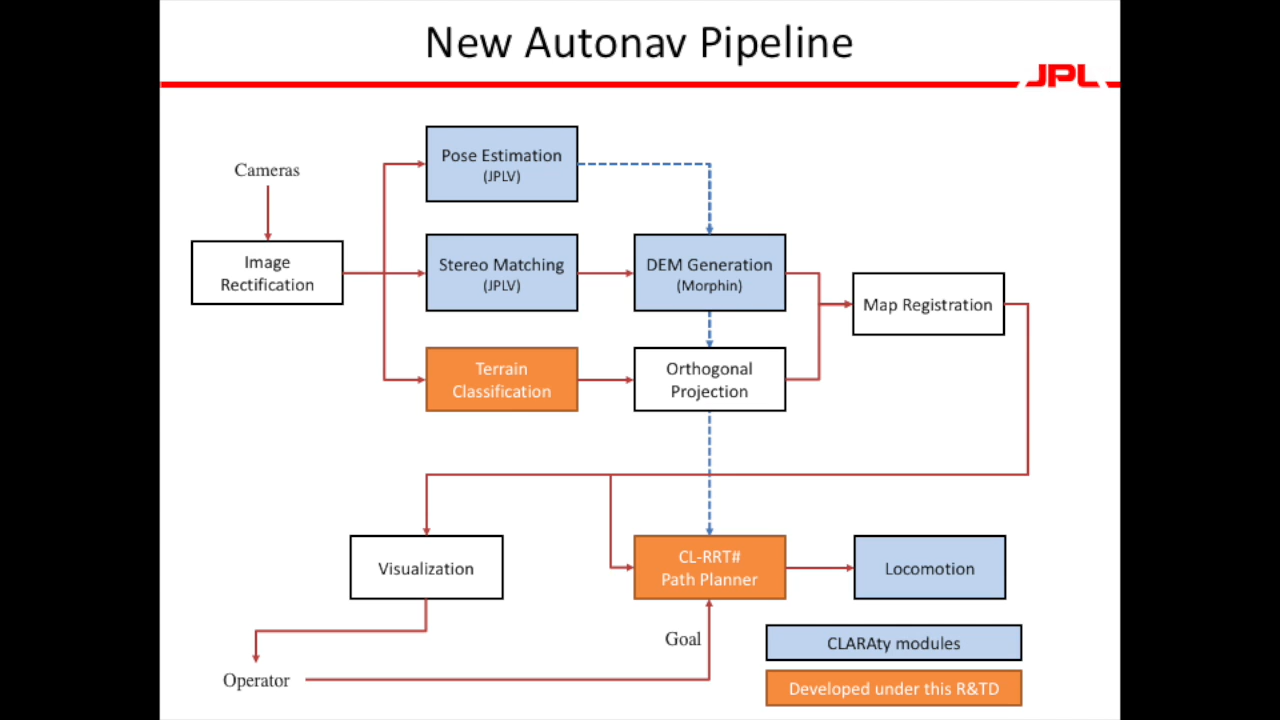 New Autonav Pipeline
JPL
Cameras
Pose Estimation
(JPLV)
Image
Rectification
Stereo Matching
(JPLV)
DEM Generation
(Morphin)
Map Registration
Terrain
Classification
Orthogonal
Projection
Visualization
CL-RRT#
Path Planner
Locomotion
Goal
CLARAty modules
Operator
Developed under this R&TD